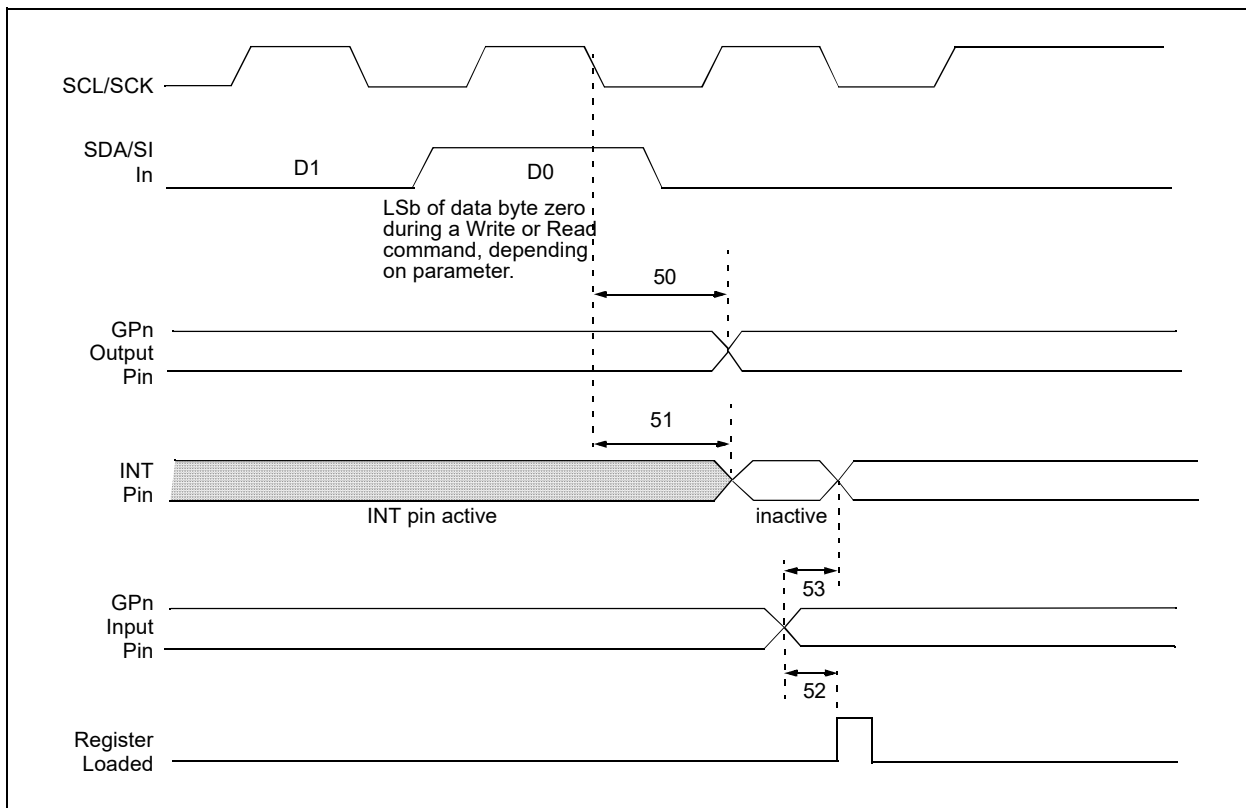 SCL/SCK
SDA/SI
In
D1
D0
LSb of data byte zero
during a Write or Read
command, depending
on parameter.
50
GPn
Output
Pin
51
INT
Pin
INT pin active
inactive
53
GPn
Input
Pin
52
Register
Loaded